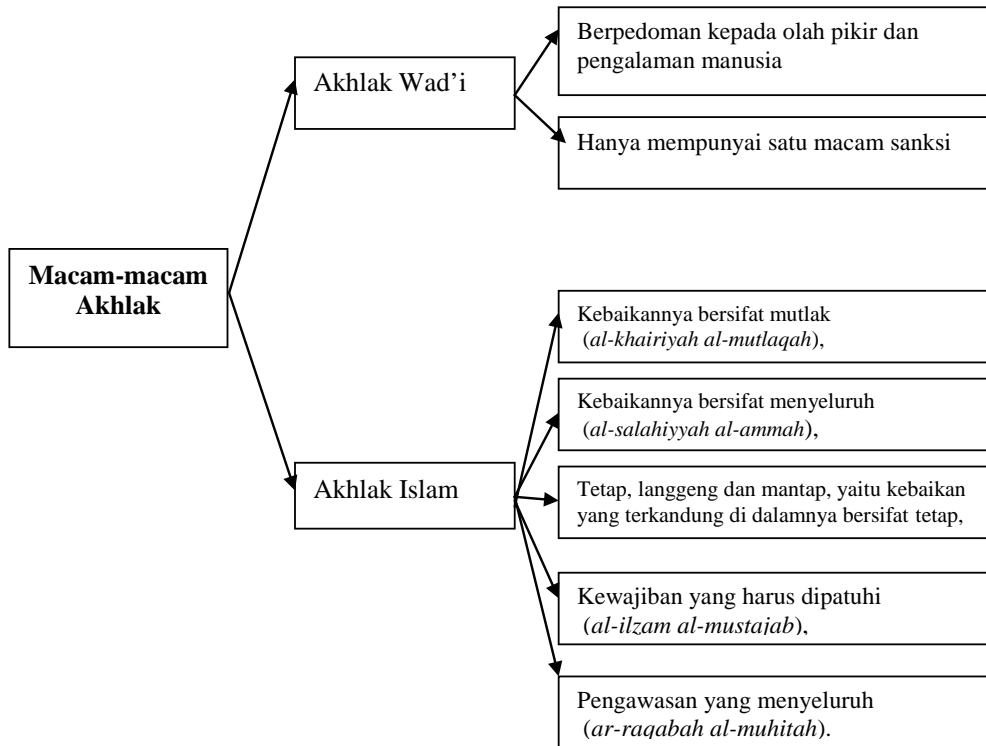 Macam-macam
Akhlak
Akhlak Wad’i
Berpedoman kepada olah pikir dan
pengalaman manusia
Hanya mempunyai satu macam sanksi
Akhlak Islam
Kebaikannya bersifat mutlak
(al-khairiyah al-mutlaqah),
Kebaikannya bersifat menyeluruh
(al-salahiyyah al-ammah),
Tetap, langgeng dan mantap, yaitu kebaikan
yang terkandung di dalamnya bersifat tetap,
Kewajiban yang harus dipatuhi
(al-ilzam al-mustajab),
Pengawasan yang menyeluruh
(ar-raqabah al-muhitah).